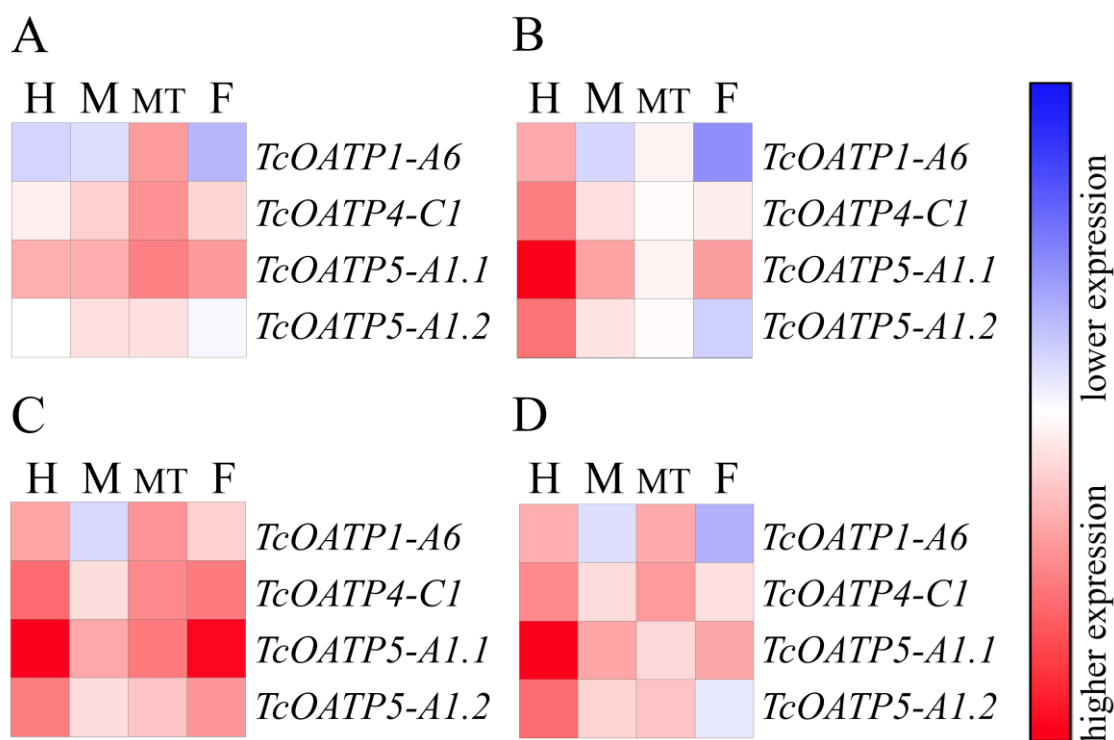 A
H M MT F
TcOATP1-A6
TcOATP4-C1
TcOATP5-A1.1
TcOATP5-A1.2
B
H M MT F
TcOATP1-A6
TcOATP4-C1
TcOATP5-A1.1
TcOATP5-A1.2
C
H M MT F
TcOATP1-A6
TcOATP4-C1
TcOATP5-A1.1
TcOATP5-A1.2
D
H M MT F
TcOATP1-A6
TcOATP4-C1
TcOATP5-A1.1
TcOATP5-A1.2
lower expression
higher expression